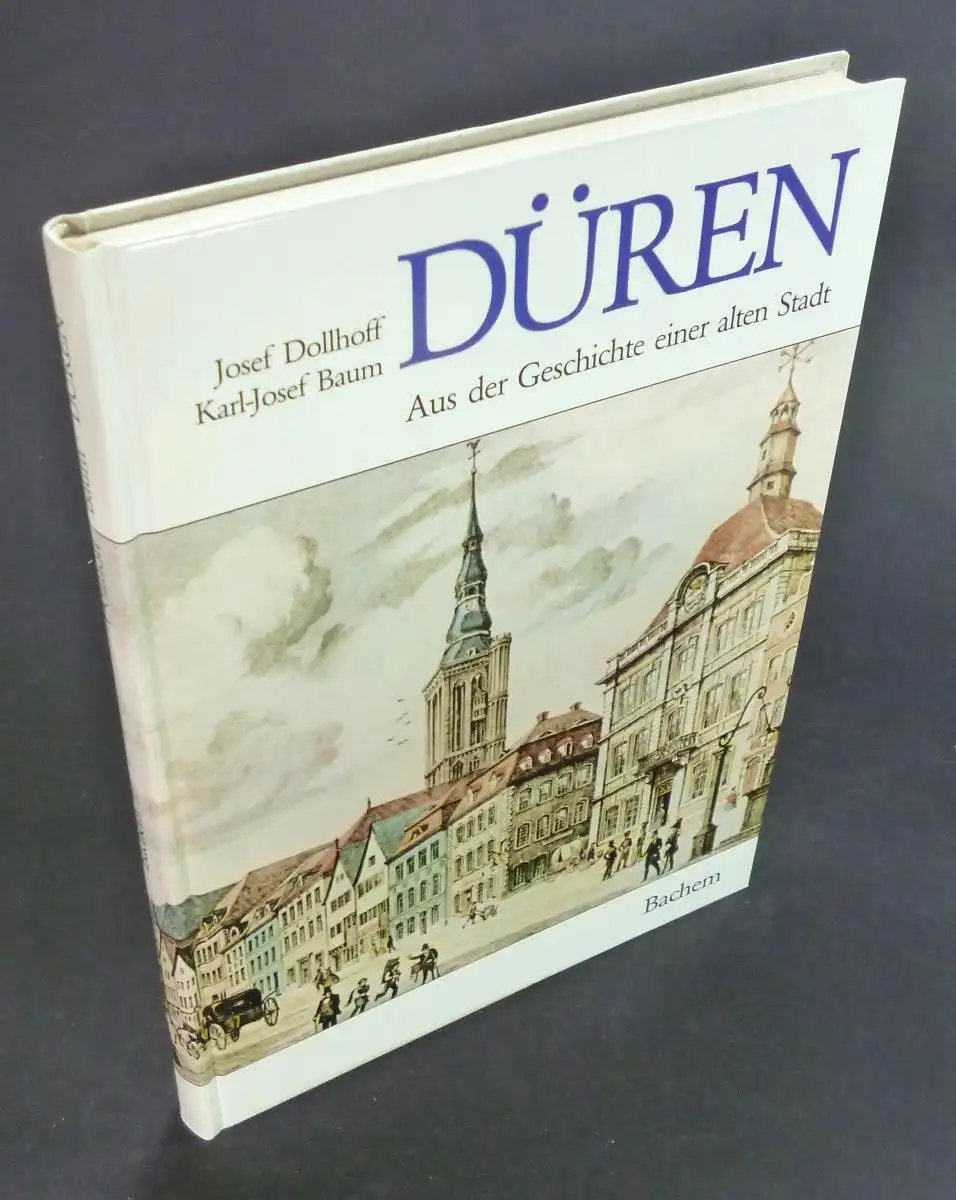 Josef Dollhoff
Karl-Josef Baum
DÜREN
Aus der Geschichte einer alten Stadt
Bachem